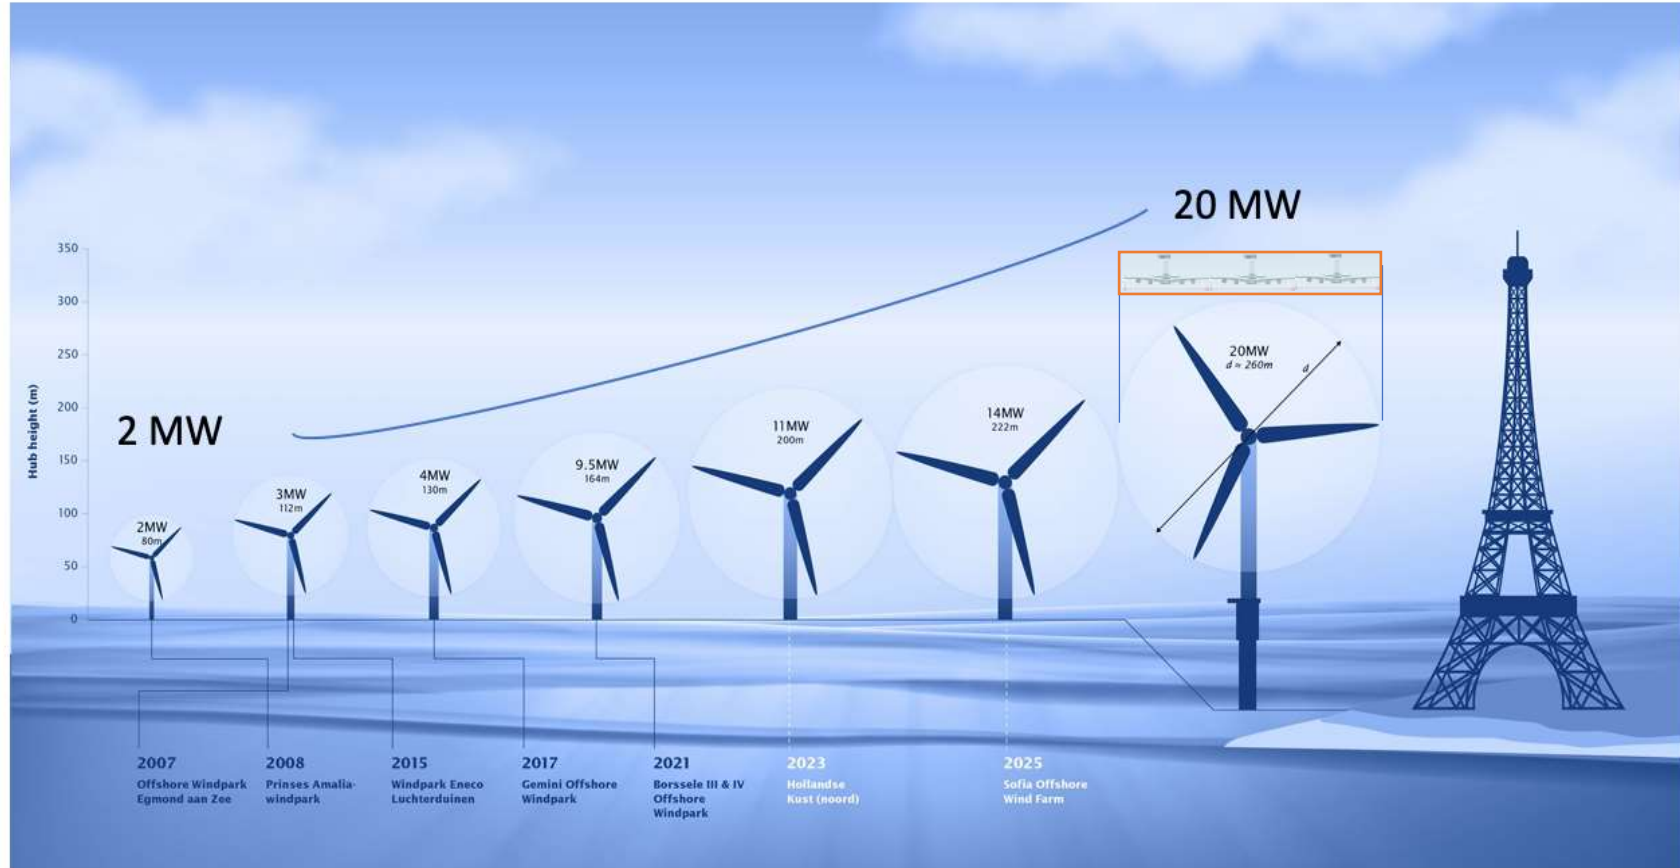 20 MW
2 MW
Hub height (m)
350
300
250
200
150
100
50
0
2MW
80m
3MW
112m
4MW
130m
9.5MW
164m
11MW
200m
14MW
222m
20MW
d ≈ 260m
d
2007
Offshore Windpark
Egmond aan Zee
2008
Prinses Amalia-
windpark
2015
Windpark Eneco
Luchterduinen
2017
Gemini Offshore
Windpark
2021
Borssele III & IV
Offshore
Windpark
2023
Hollandse
Kust (noord)
2025
Sofia Offshore
Wind Farm